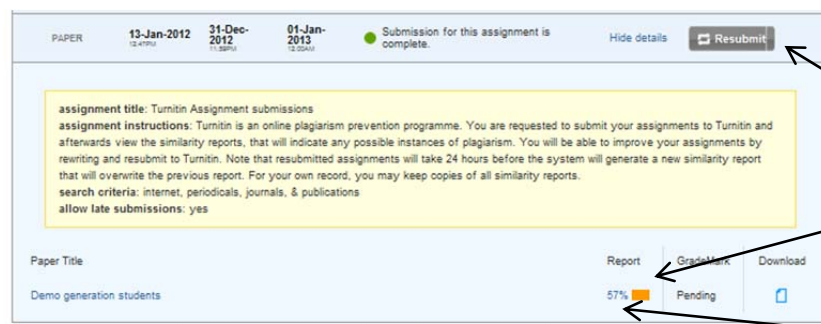 PAPER 13-Jan-2012 31-Dec-2012 01-Jan-2013 Submission for this assignment is complete. Hide details Resubmit
12:47PM 11:59PM 12:00AM
assignment title: Turnitin Assignment submissions
assignment instructions: Turnitin is an online plagiarism prevention programme. You are requested to submit your assignments to Turnitin and
afterwards view the similarity reports, that will indicate any possible instances of plagiarism. You will be able to improve your assignments by
rewriting and resubmit to Turnitin. Note that resubmitted assignments will take 24 hours before the system will generate a new similarity report
that will overwrite the previous report. For your own record, you may keep copies of all similarity reports.
search criteria: internet, periodicals, journals, & publications
allow late submissions: yes
Paper Title Report GradeMark Download
Demo generation students 57% Pending